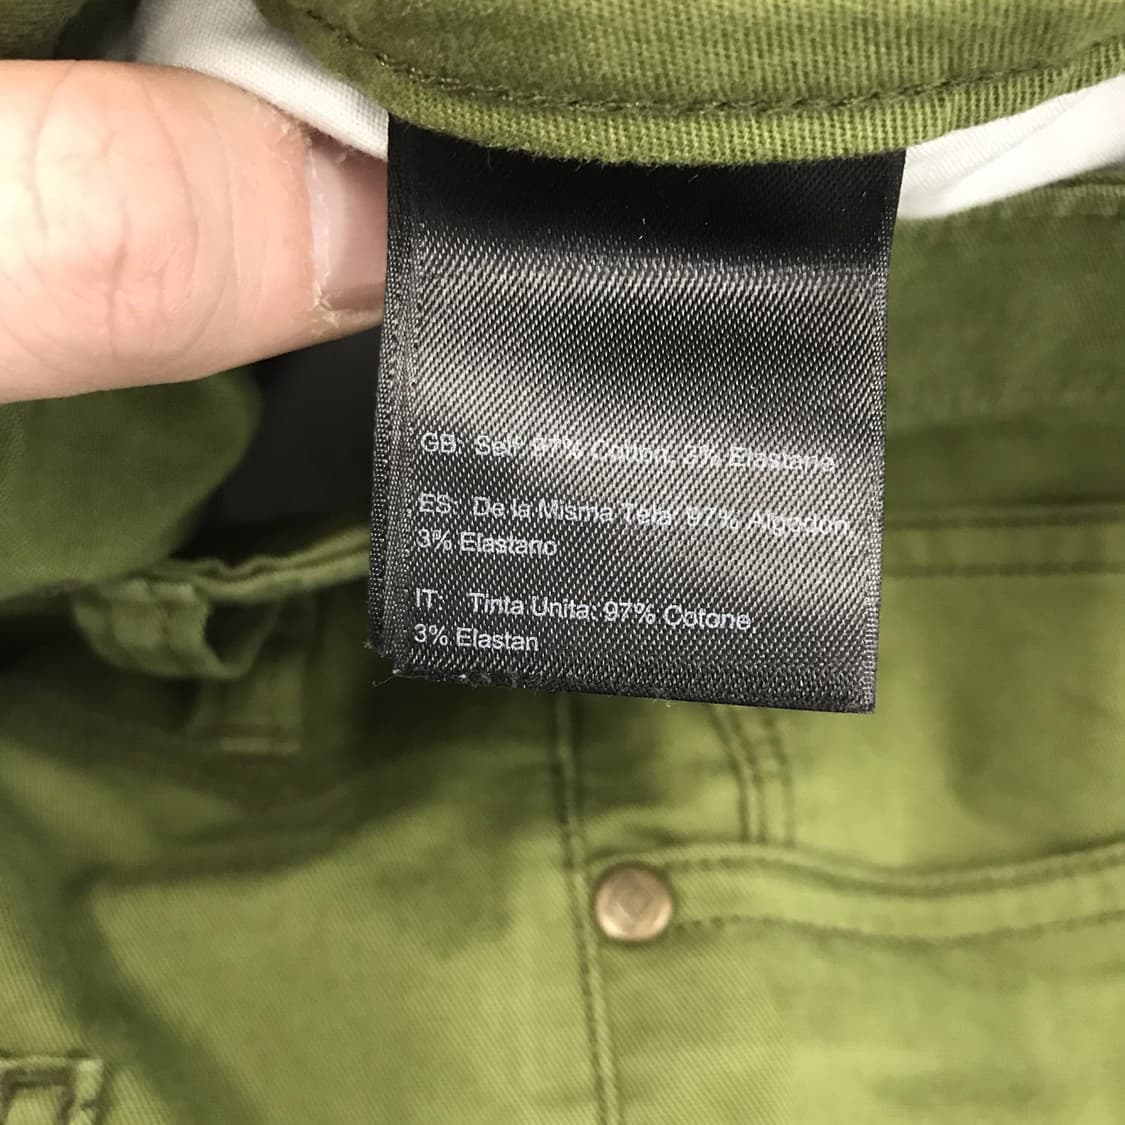 GB: Self: 97% Cotton, 3% Elastane
ES: De la Misma Tela: 97% Algodón,
3% Elastano
IT: Tinta Unita: 97% Cotone
3% Elastan